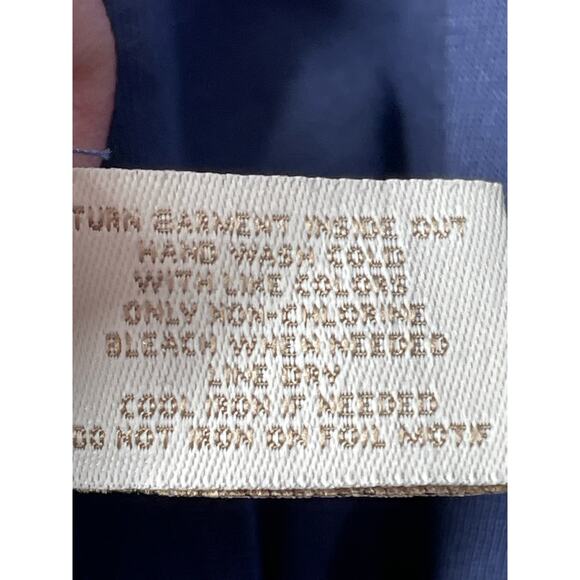 TURN GARMENT INSIDE OUT
HAND WASH COLD
WITH LIKE COLORS
ONLY NON-CHLORINE
BLEACH WHEN NEEDED
LINE DRY
COOL IRON IF NEEDED
DO NOT IRON ON FOIL MOTIF